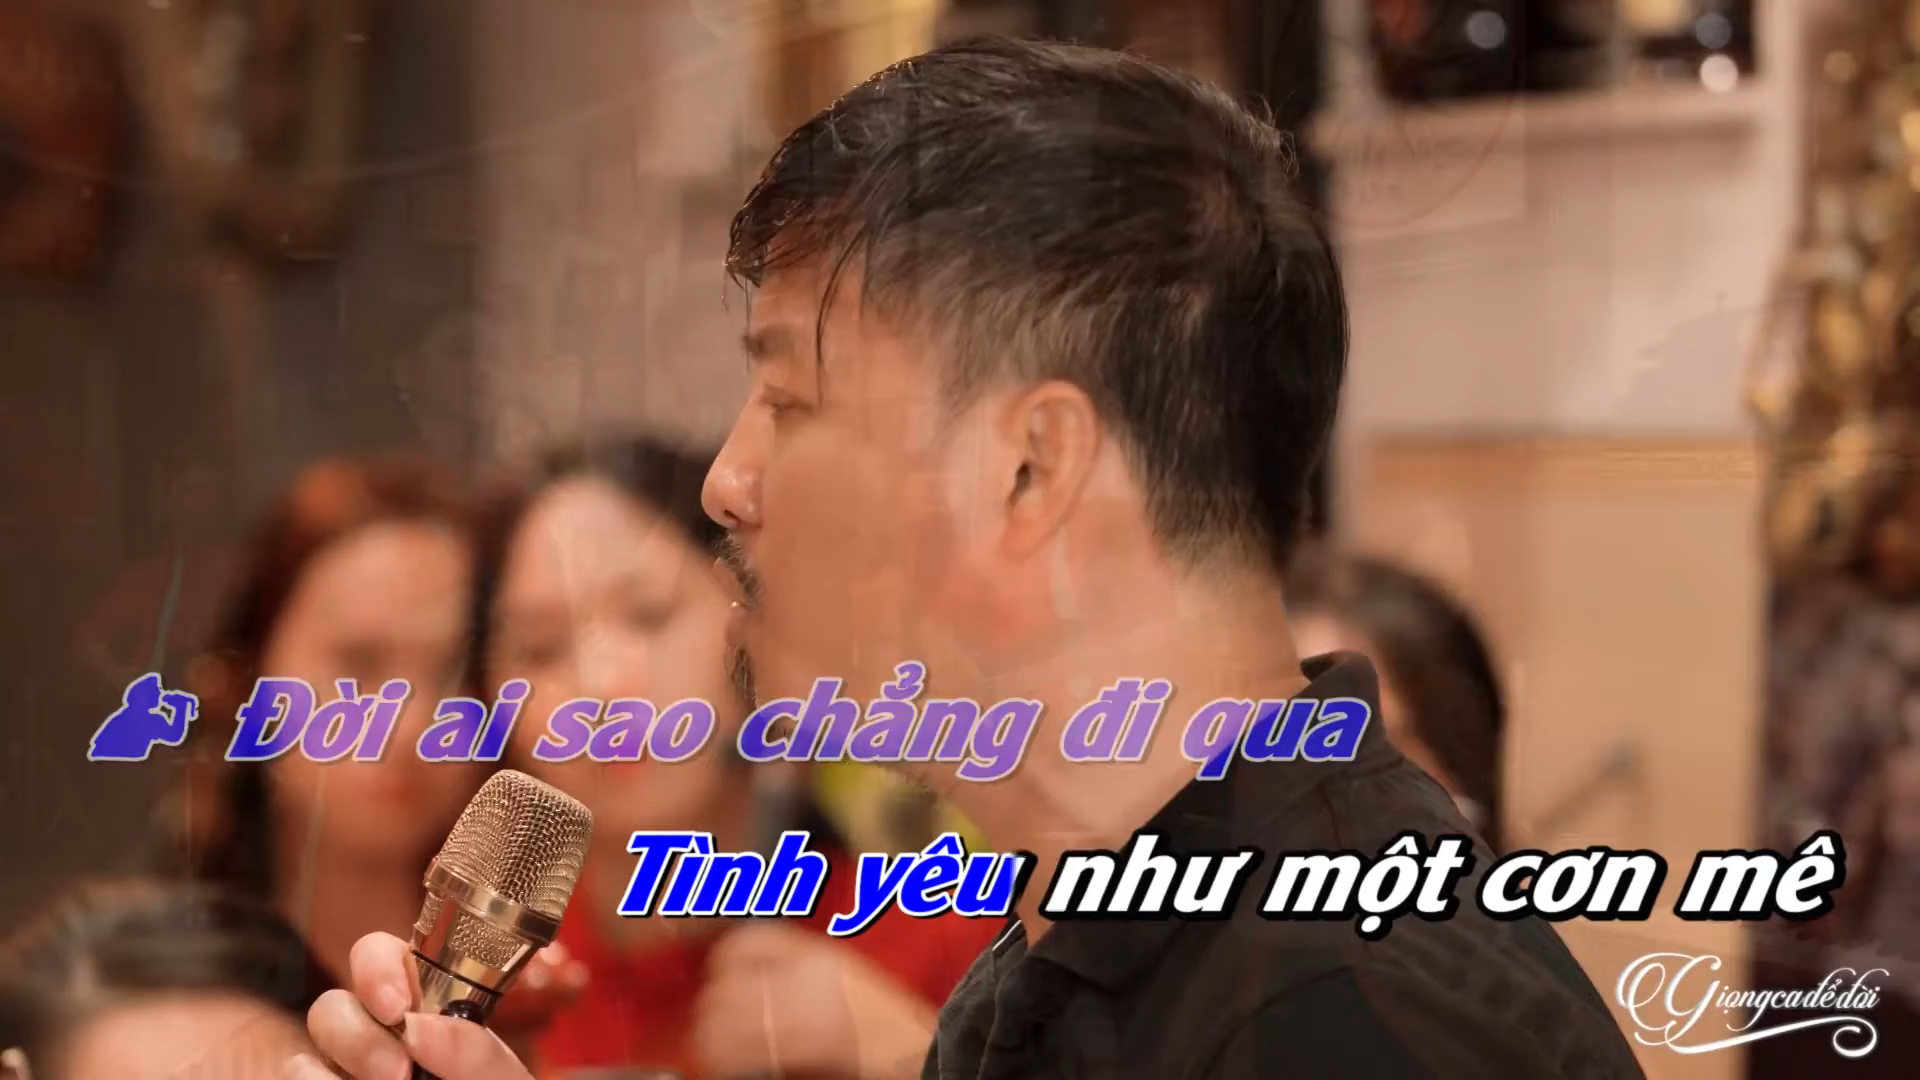 Đời ai sao chẳng đi qua
Tình yêu như một cơn mê
Giọngcađểđời